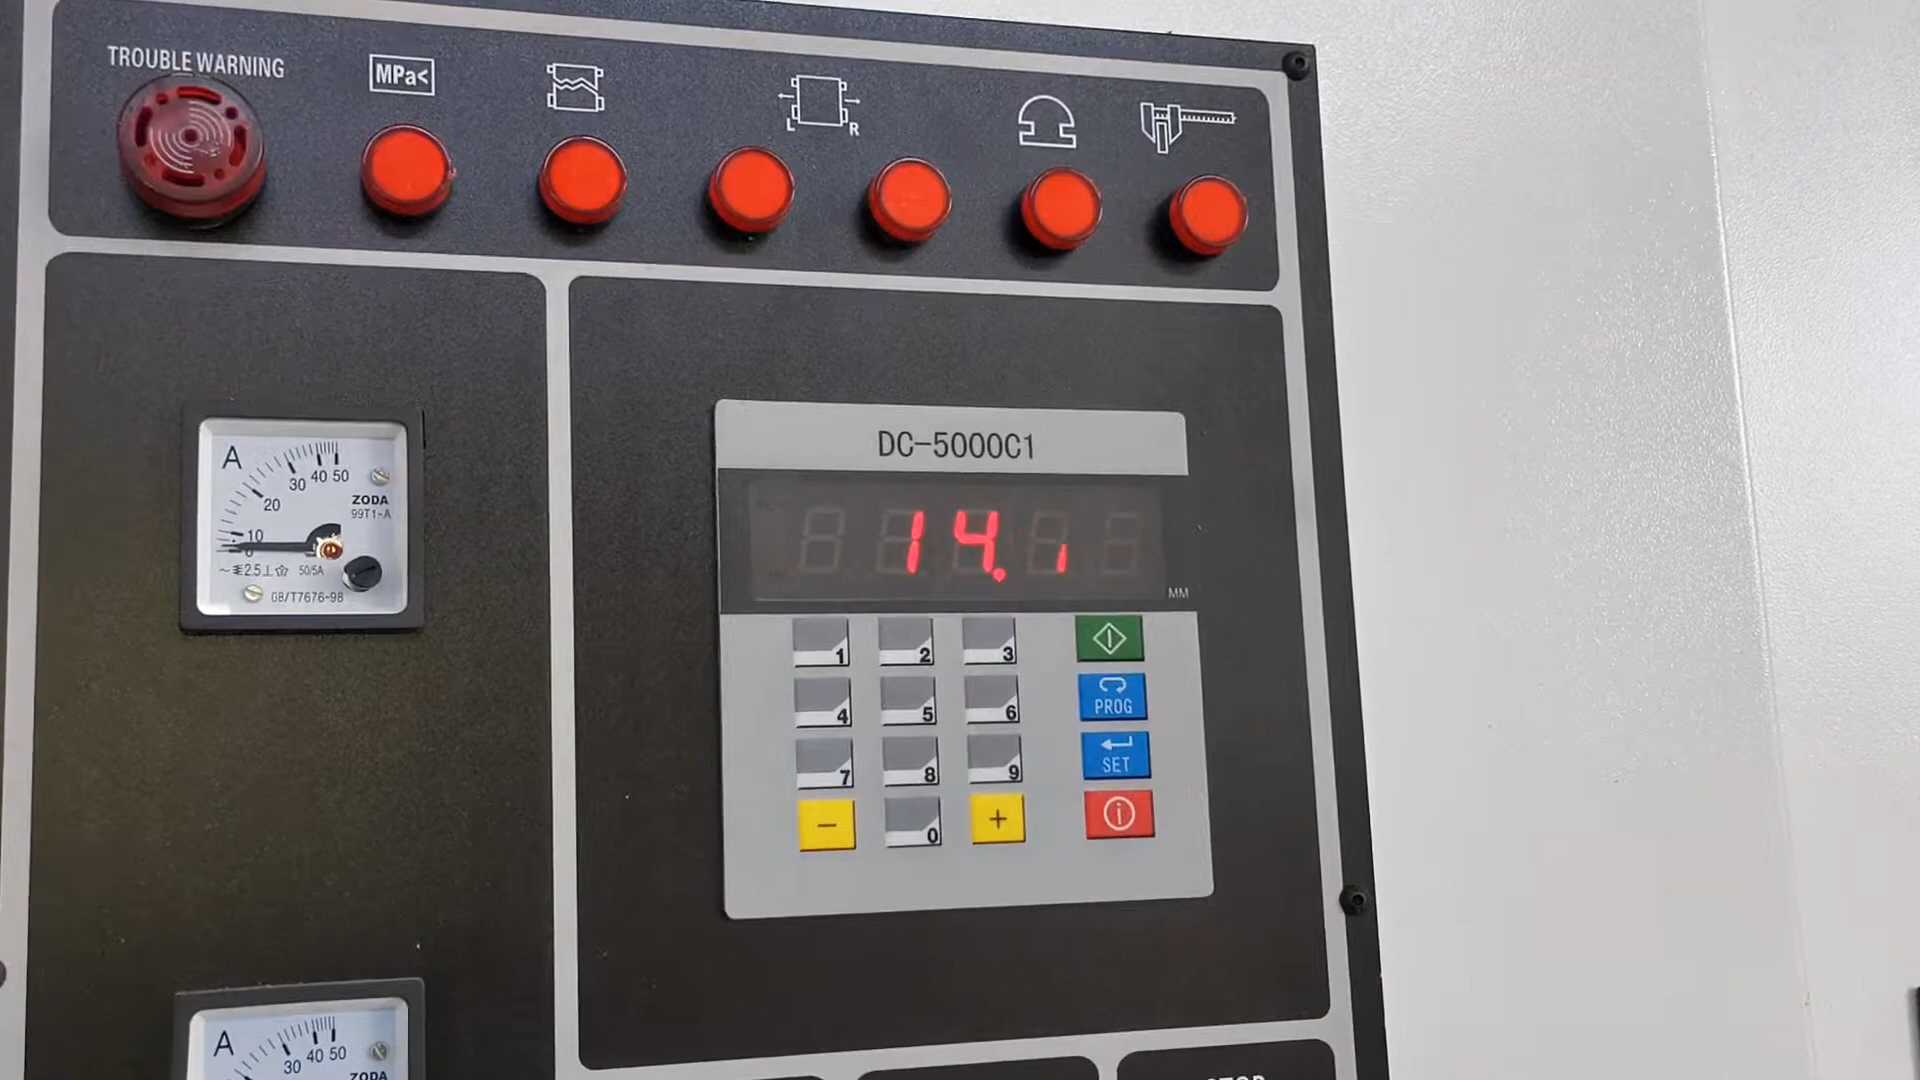 TROUBLE WARNING
MPa<
L R
DC-5000C1
14.
MM
1 2 3
4 5 6
PROG
7 8 9
SET
- 0 +
A
10 20 30 40 50
0
ZODA
99T1-A
2.5
50/5A
GB/T7676-98
A
30 40 50
ZODA